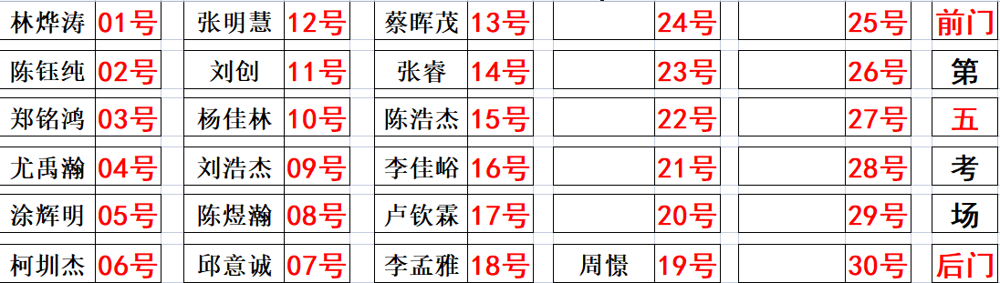 林烨涛 01号 张明慧 12号 蔡晖茂 13号 24号 25号 前门
陈钰纯 02号 刘创 11号 张睿 14号 23号 26号 第
郑铭鸿 03号 杨佳林 10号 陈浩杰 15号 22号 27号 五
尤禹瀚 04号 刘浩杰 09号 李佳峪 16号 21号 28号 考
涂辉明 05号 陈煜瀚 08号 卢钦霖 17号 20号 29号 场
柯圳杰 06号 邱意诚 07号 李孟雅 18号 周憬 19号 30号 后门